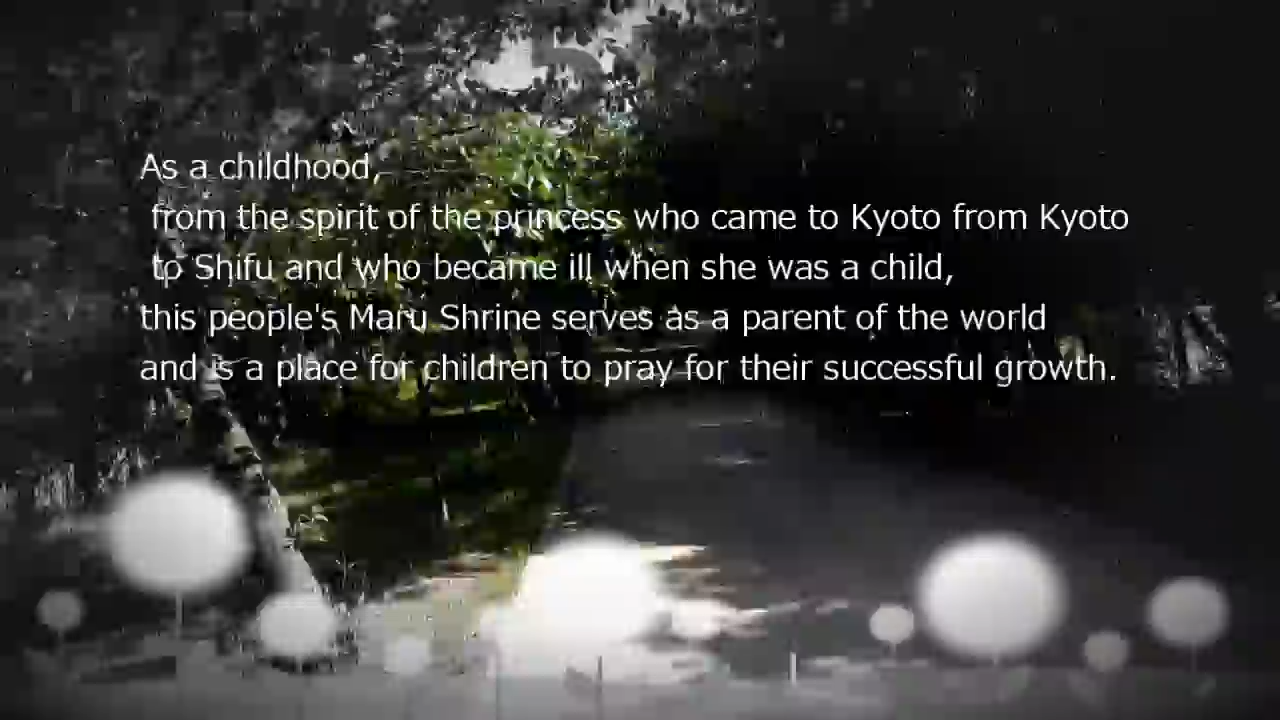 As a childhood,
from the spirit of the princess who came to Kyoto from Kyoto
to Shifu and who became ill when she was a child,
this people's Maru Shrine serves as a parent of the world
and is a place for children to pray for their successful growth.